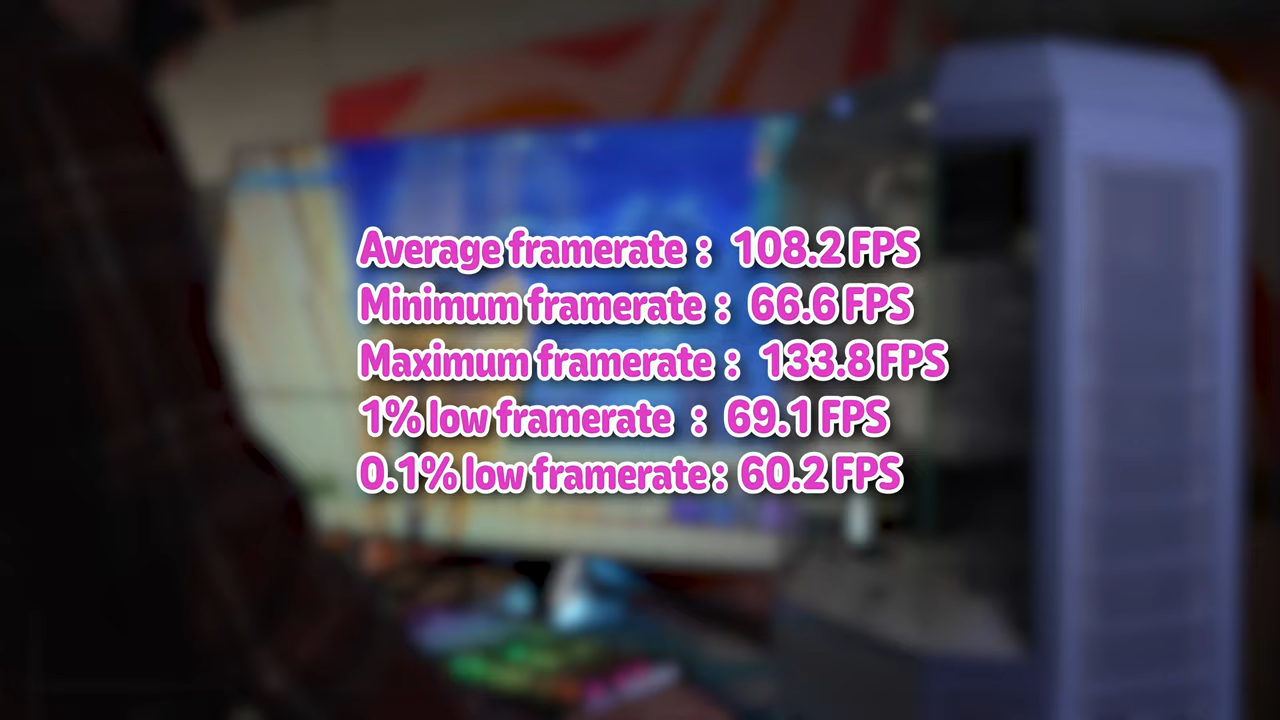 Average framerate : 108.2 FPS
Minimum framerate : 66.6 FPS
Maximum framerate : 133.8 FPS
1% low framerate : 69.1 FPS
0.1% low framerate : 60.2 FPS